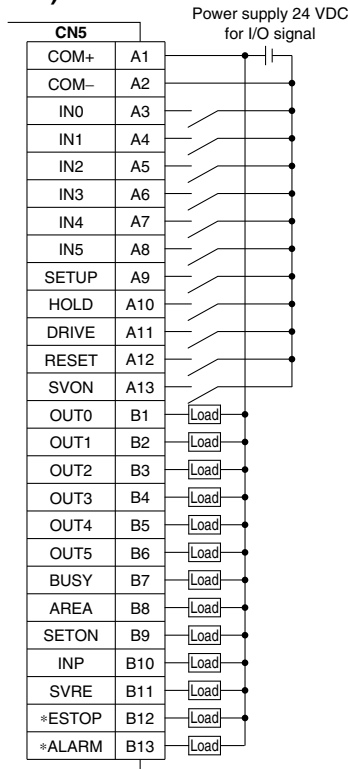 Power supply 24 VDC
for I/O signal
CN5
COM+ A1
COM− A2
IN0 A3
IN1 A4
IN2 A5
IN3 A6
IN4 A7
IN5 A8
SETUP A9
HOLD A10
DRIVE A11
RESET A12
SVON A13
OUT0 B1 Load
OUT1 B2 Load
OUT2 B3 Load
OUT3 B4 Load
OUT4 B5 Load
OUT5 B6 Load
BUSY B7 Load
AREA B8 Load
SETON B9 Load
INP B10 Load
SVRE B11 Load
∗ESTOP B12 Load
∗ALARM B13 Load